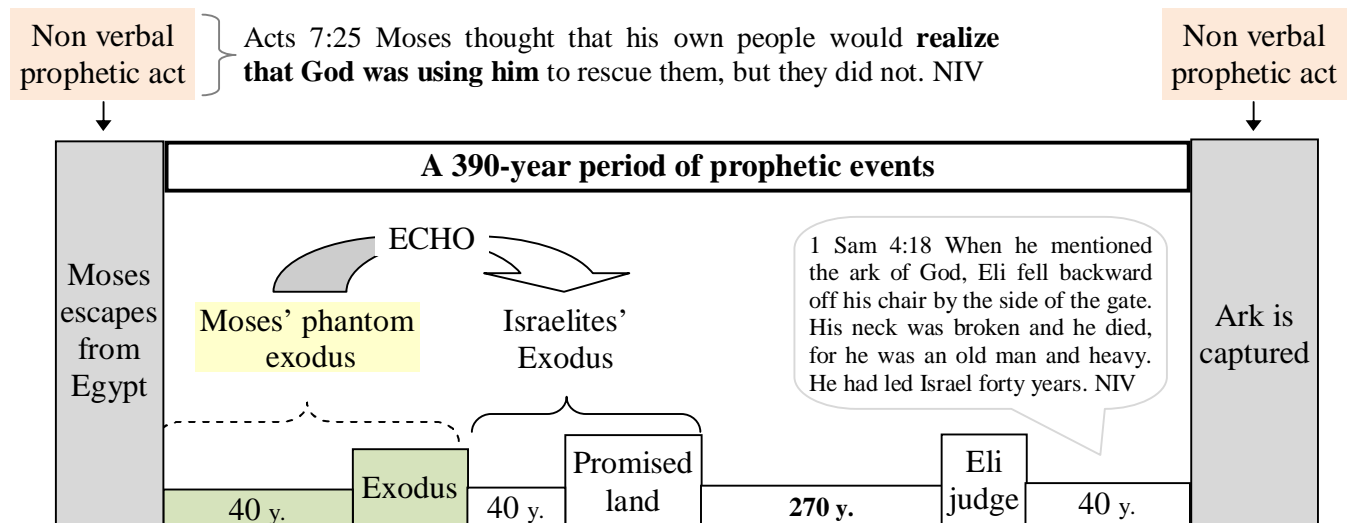 Non verbal
prophetic act
Acts 7:25 Moses thought that his own people would realize
that God was using him to rescue them, but they did not. NIV
Non verbal
prophetic act
A 390-year period of prophetic events
Moses
escapes
from
Egypt
ECHO
Moses’ phantom
exodus
Israelites’
Exodus
1 Sam 4:18 When he mentioned
the ark of God, Eli fell backward
off his chair by the side of the gate.
His neck was broken and he died,
for he was an old man and heavy.
He had led Israel forty years. NIV
Ark is
captured
40 y.
Exodus
40 y.
Promised
land
270 y.
Eli
judge
40 y.